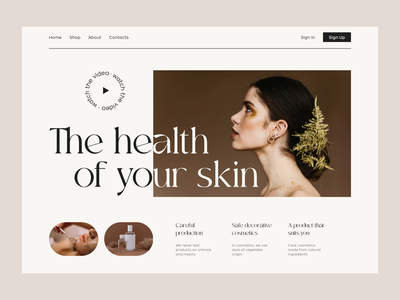 Home Shop About Contacts
Sign In Sign Up
watch the video · watch the video ·
The health
of your skin
Careful
production
We never test
products on animals
and insects.
Safe decorative
cosmetics
In cosmetics, we use
dyes of vegetable
origin.
A product that
suits you
Care cosmetics
made from natural
ingredients.